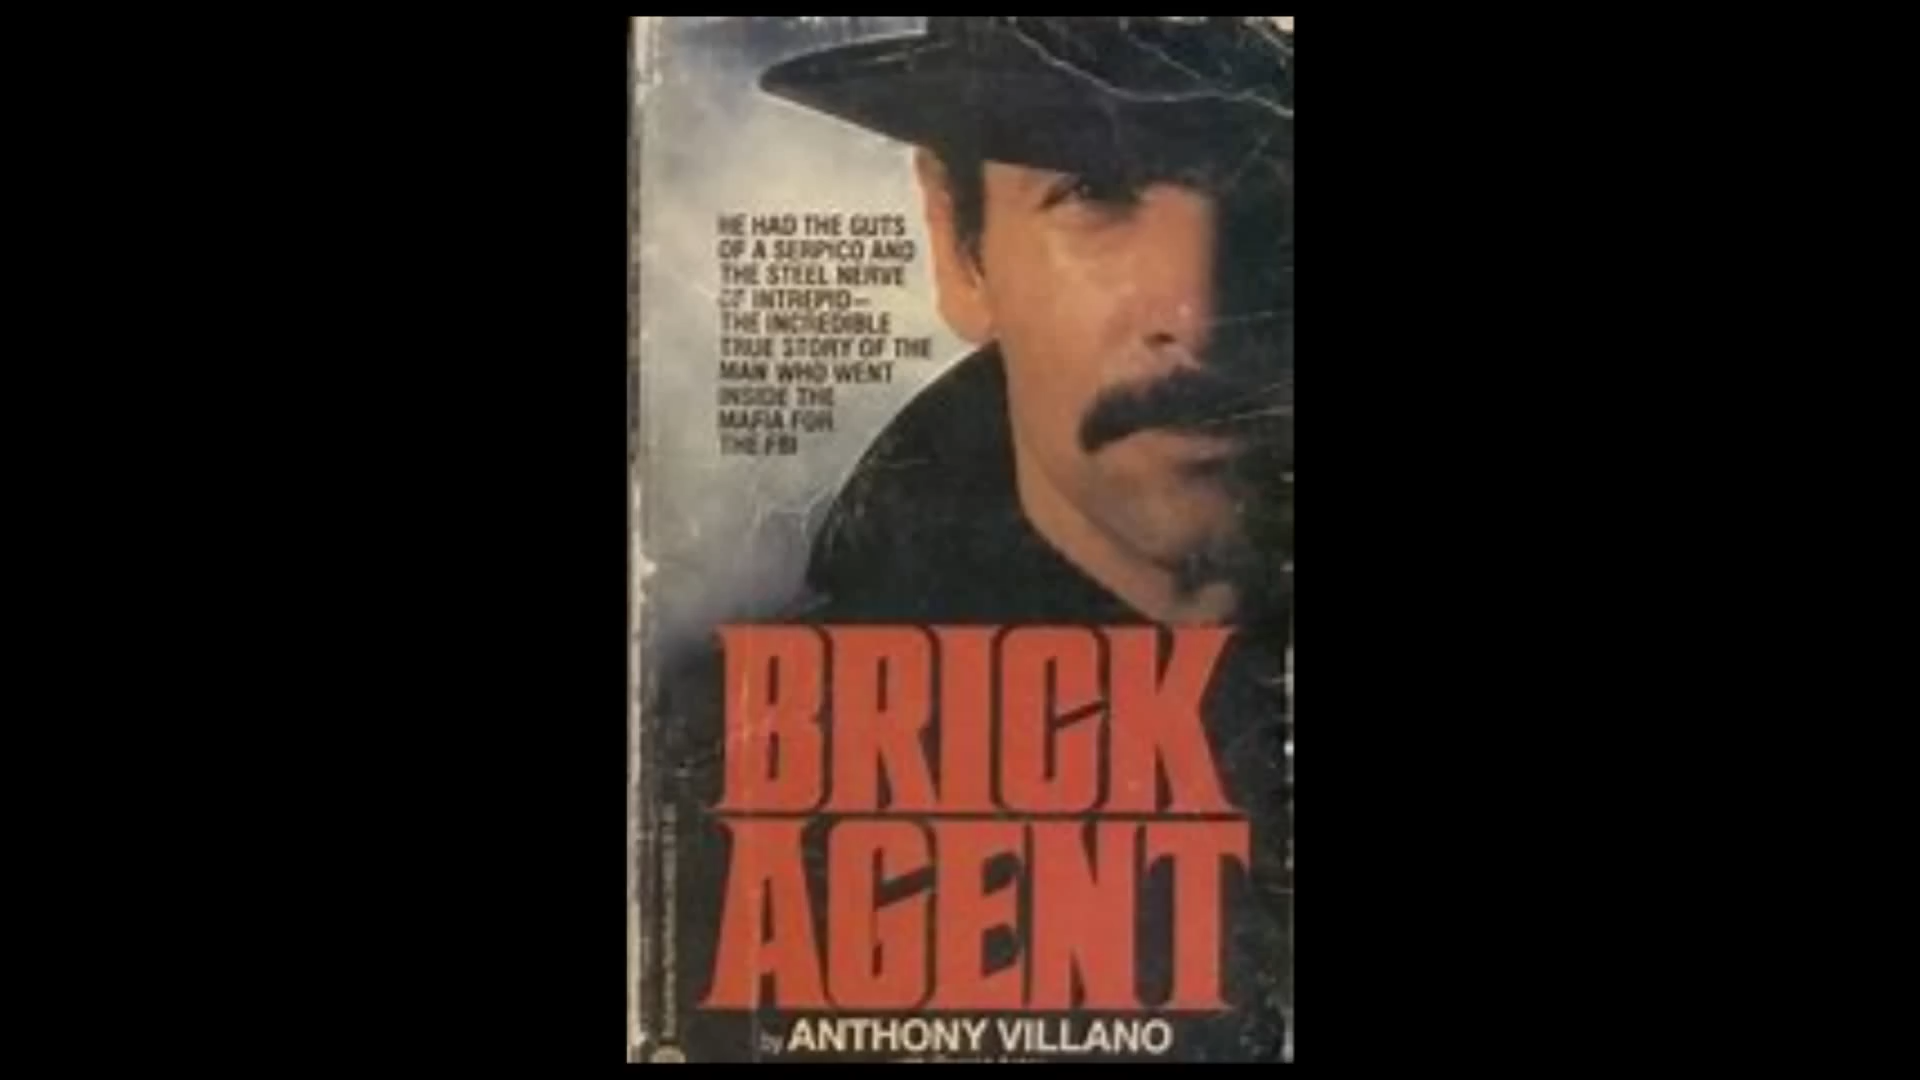 HE HAD THE GUTS
OF A SERPICO AND
THE STEEL NERVE
OF INTREPID—
THE INCREDIBLE
TRUE STORY OF THE
MAN WHO WENT
INSIDE THE
MAFIA FOR
THE FBI
BRICK
AGENT
by ANTHONY VILLANO